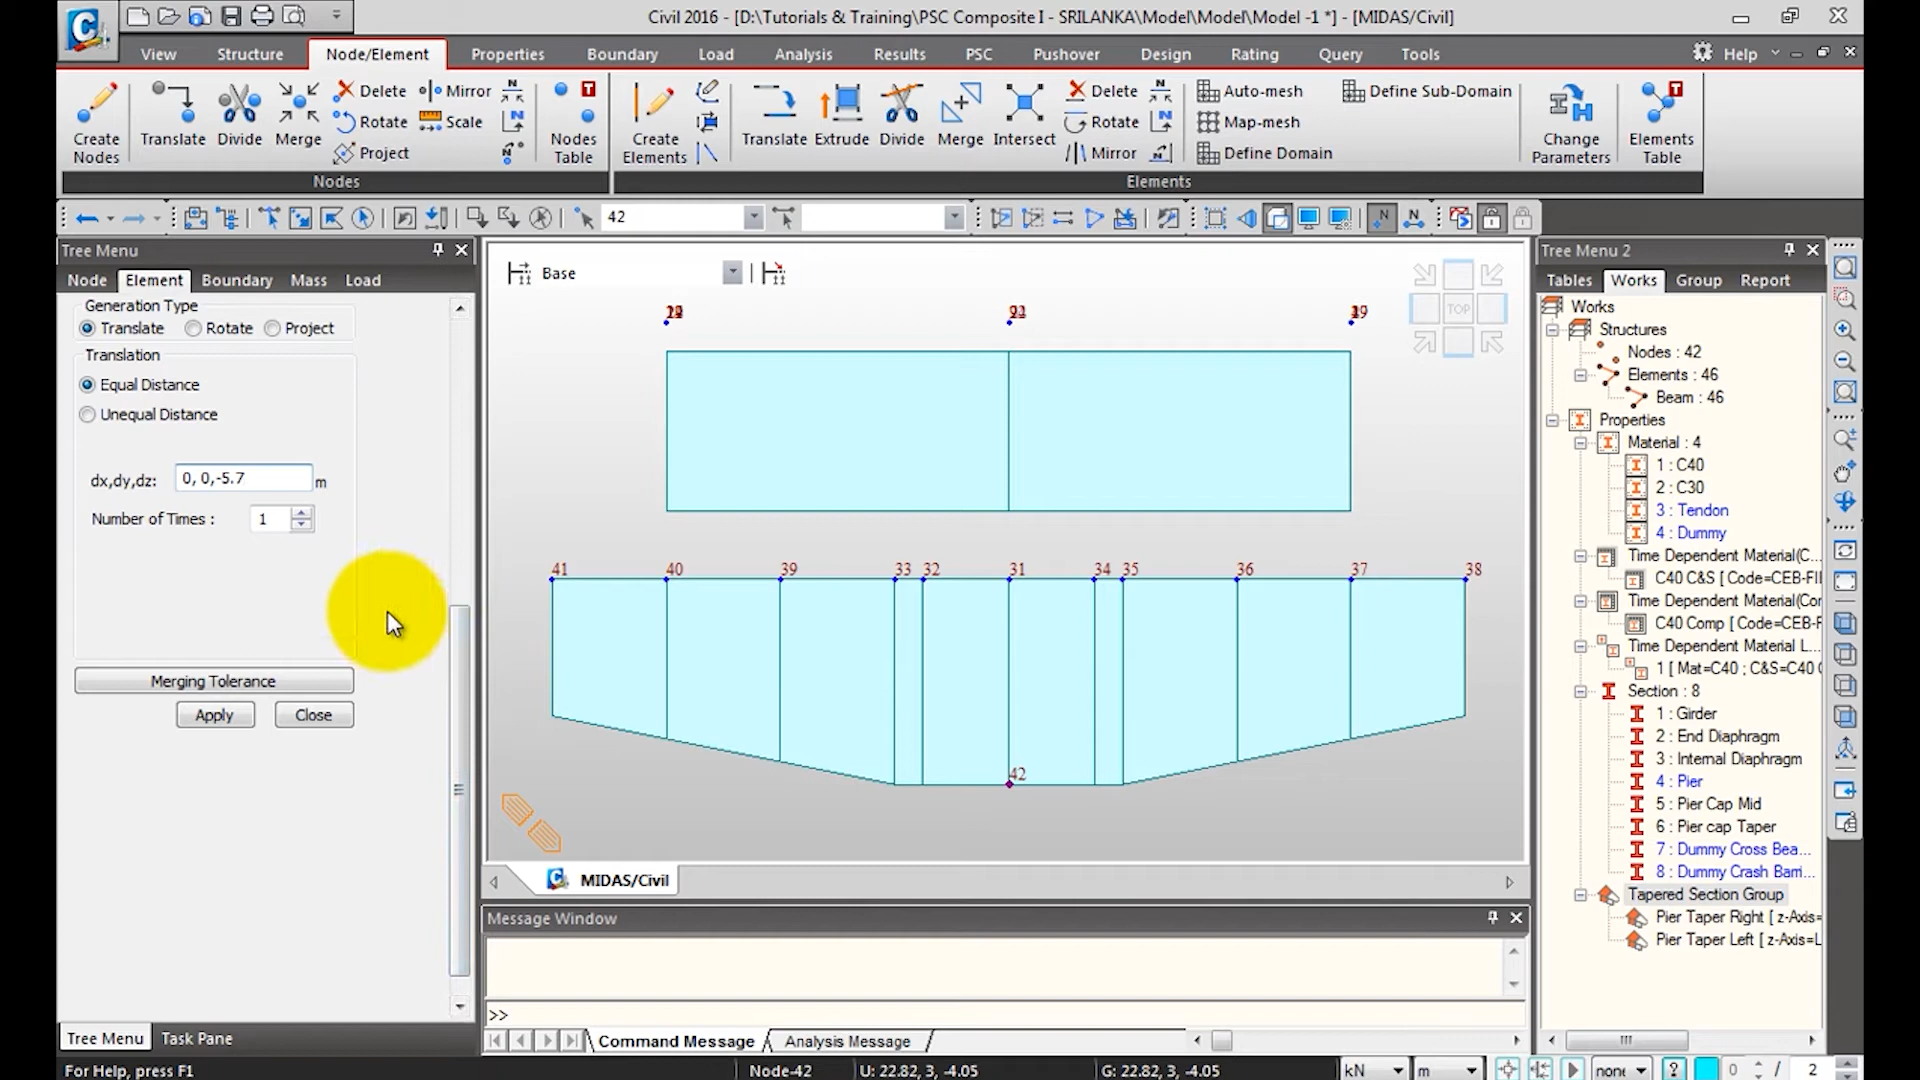 Civil 2016 - [D:\Tutorials & Training\PSC Composite I - SRILANKA\Model\Model\Model -1 *] - [MIDAS/Civil]
View Structure Node/Element Properties Boundary Load Analysis Results PSC Pushover Design Rating Query Tools Help
Create Nodes
Translate
Divide
Merge
Delete
Rotate
Project
Mirror
Scale
Nodes Table
Create Elements
Translate
Extrude
Divide
Merge
Intersect
Delete
Rotate
Mirror
Auto-mesh
Map-mesh
Define Domain
Define Sub-Domain
Change Parameters
Elements Table
Nodes
Elements
42
Tree Menu
Node Element Boundary Mass Load
Generation Type
Translate Rotate Project
Translation
Equal Distance
Unequal Distance
dx,dy,dz: 0, 0,-5.7 m
Number of Times : 1
Merging Tolerance
Apply Close
Tree Menu Task Pane
Base
TOP
41 40 39 33 32 31 34 35 36 37 38
42
MIDAS/Civil
Message Window
>>
Command Message Analysis Message
Tree Menu 2
Tables Works Group Report
Works
Structures
Nodes : 42
Elements : 46
Beam : 46
Properties
Material : 4
1 : C40
2 : C30
3 : Tendon
4 : Dummy
Time Dependent Material(C...
C40 C&S [ Code=CEB-FI
Time Dependent Material(Cor
C40 Comp [ Code=CEB-F
Time Dependent Material L...
1 [ Mat=C40 ; C&S=C40 C
Section : 8
1 : Girder
2 : End Diaphragm
3 : Internal Diaphragm
4 : Pier
5 : Pier Cap Mid
6 : Pier cap Taper
7 : Dummy Cross Bea...
8 : Dummy Crash Barri...
Tapered Section Group
Pier Taper Right [ z-Axis=
Pier Taper Left [ z-Axis=L
For Help, press F1
Node-42
U: 22.82, 3, -4.05
G: 22.82, 3, -4.05
kN m none 0 / 2